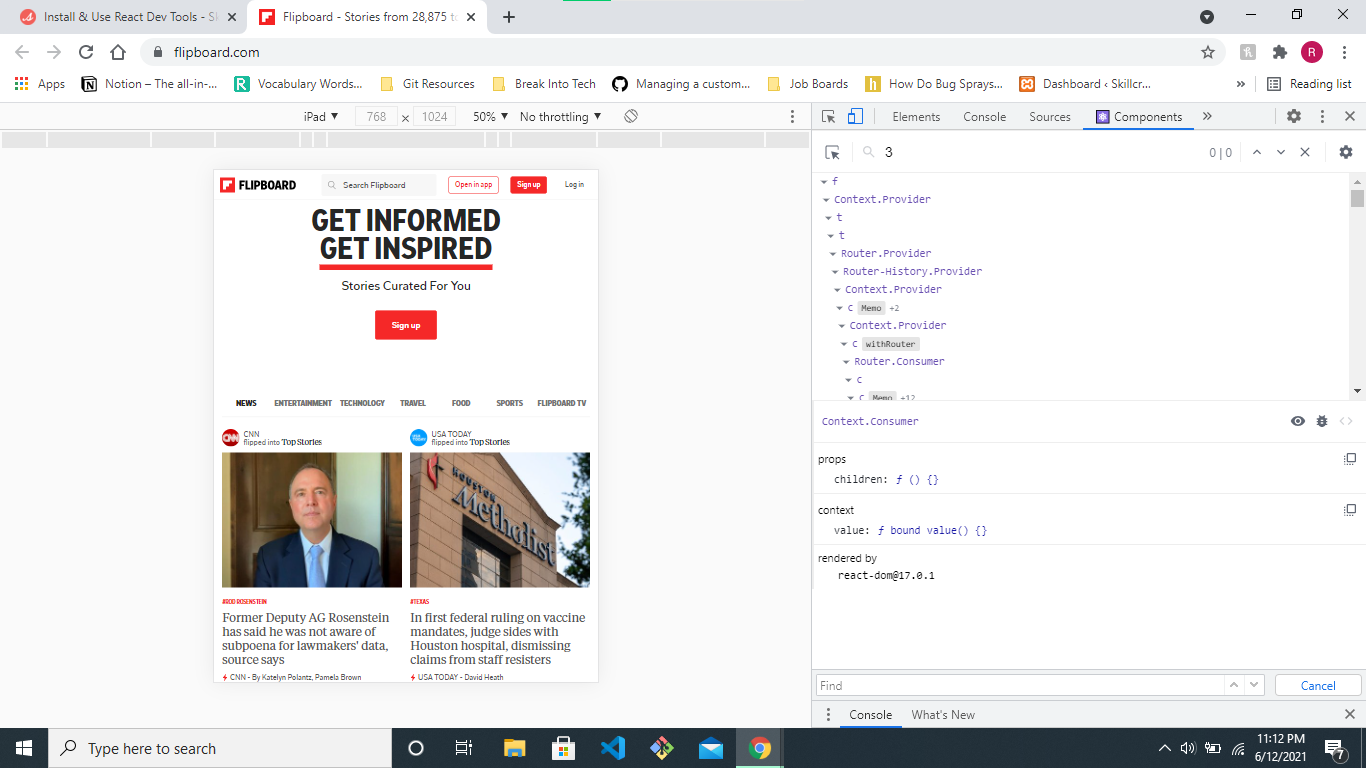 Install & Use React Dev Tools - Sk
Flipboard - Stories from 28,875 to
flipboard.com
R
Apps
Notion – The all-in-...
Vocabulary Words...
Git Resources
Break Into Tech
Managing a custom...
Job Boards
How Do Bug Sprays...
Dashboard ‹ Skillcr...
»
Reading list
iPad ▼
768 × 1024
50% ▼
No throttling ▼
Elements
Console
Sources
Components
»
3
0 | 0
f
Context.Provider
t
t
Router.Provider
Router-History.Provider
Context.Provider
c Memo +2
Context.Provider
c withRouter
Router.Consumer
c
c Memo +12
Context.Consumer
props
children: ƒ () {}
context
value: ƒ bound value() {}
rendered by
react-dom@17.0.1
Find
Cancel
Console
What's New
FLIPBOARD
Search Flipboard
Open in app
Sign up
Log in
GET INFORMED
GET INSPIRED
Stories Curated For You
Sign up
NEWS
ENTERTAINMENT
TECHNOLOGY
TRAVEL
FOOD
SPORTS
FLIPBOARD TV
CNN
CNN
flipped into Top Stories
USA TODAY
USA TODAY
flipped into Top Stories
HOUSTON
Methodist
#ROD ROSENSTEIN
Former Deputy AG Rosenstein
has said he was not aware of
subpoena for lawmakers' data,
source says
CNN - By Katelyn Polantz, Pamela Brown
#TEXAS
In first federal ruling on vaccine
mandates, judge sides with
Houston hospital, dismissing
claims from staff resisters
USA TODAY - David Heath
Type here to search
11:12 PM
6/12/2021
7